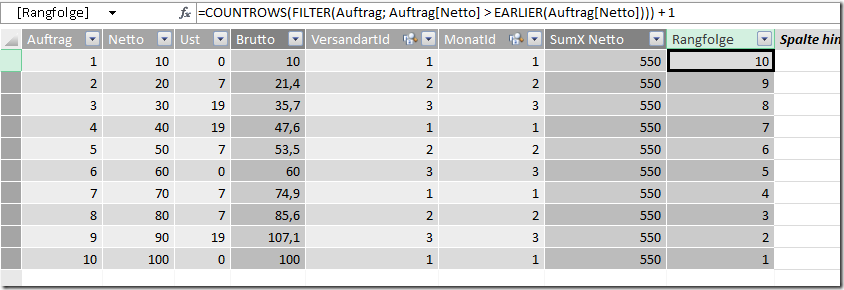 [Rangfolge] fx =COUNTROWS(FILTER(Auftrag; Auftrag[Netto] > EARLIER(Auftrag[Netto]))) + 1
Auftrag Netto Ust Brutto VersandartId MonatId SumX Netto Rangfolge Spalte hin
1 10 0 10 1 1 550 10
2 20 7 21,4 2 2 550 9
3 30 19 35,7 3 3 550 8
4 40 19 47,6 1 1 550 7
5 50 7 53,5 2 2 550 6
6 60 0 60 3 3 550 5
7 70 7 74,9 1 1 550 4
8 80 7 85,6 2 2 550 3
9 90 19 107,1 3 3 550 2
10 100 0 100 1 1 550 1